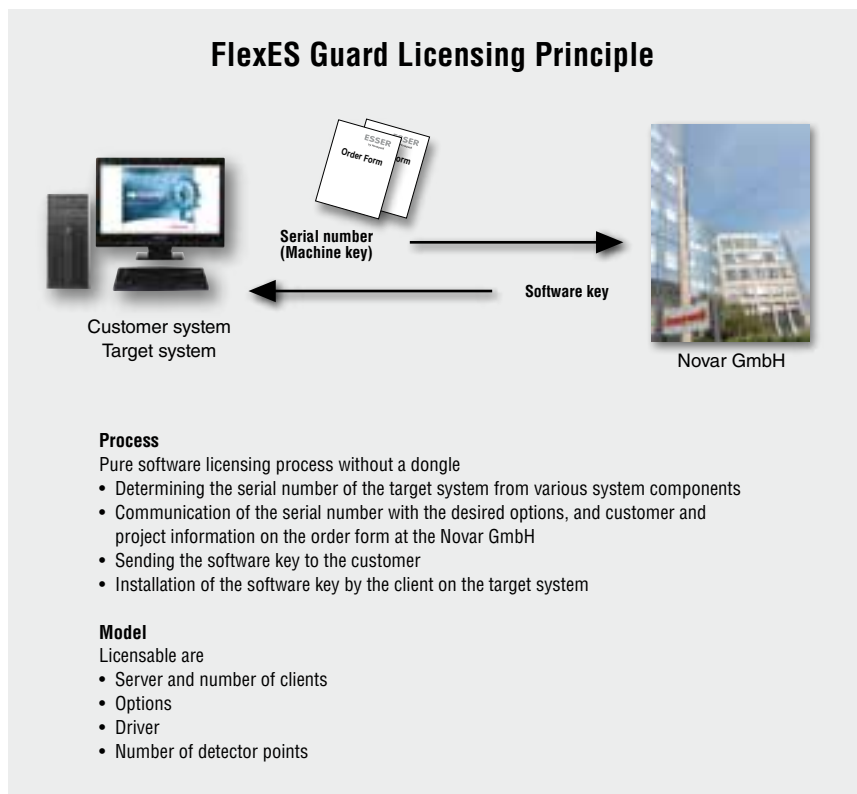 FlexES Guard Licensing Principle
ESSER
Order Form
ESSER
orm
Serial number
(Machine key)
Software key
Customer system
Target system
Novar GmbH
Process
Pure software licensing process without a dongle
• Determining the serial number of the target system from various system components
• Communication of the serial number with the desired options, and customer and
project information on the order form at the Novar GmbH
• Sending the software key to the customer
• Installation of the software key by the client on the target system
Model
Licensable are
• Server and number of clients
• Options
• Driver
• Number of detector points